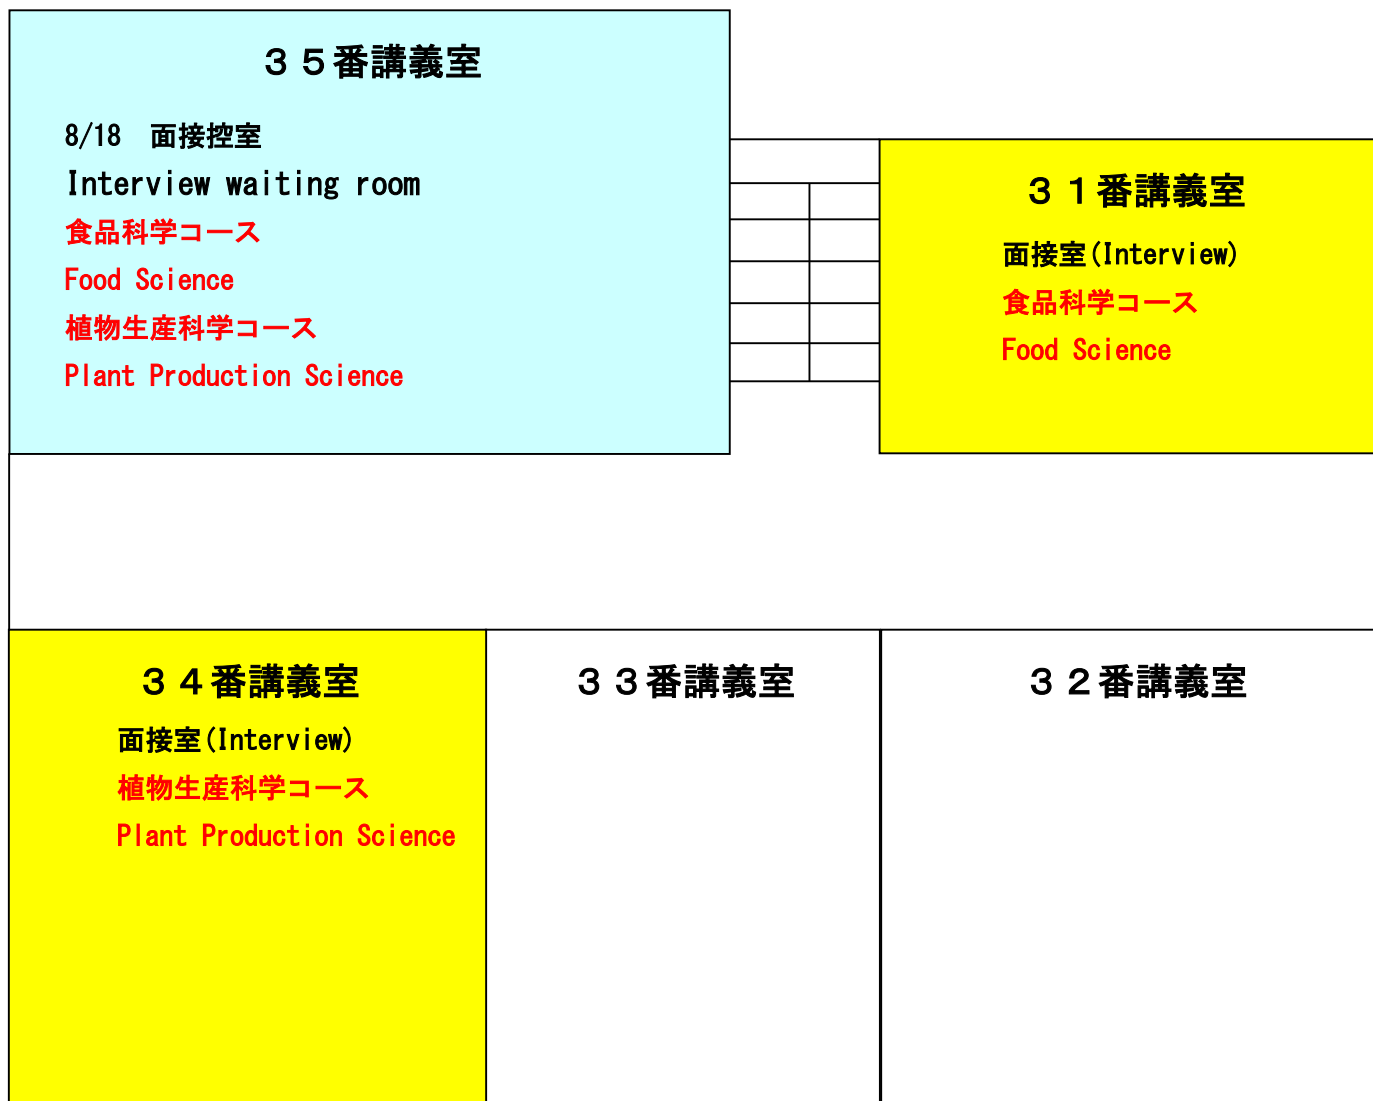 ３５番講義室
8/18　面接控室
Interview waiting room
食品科学コース
Food Science
植物生産科学コース
Plant Production Science
３１番講義室
面接室(Interview)
食品科学コース
Food Science
３４番講義室
面接室(Interview)
植物生産科学コース
Plant Production Science
３３番講義室
３２番講義室